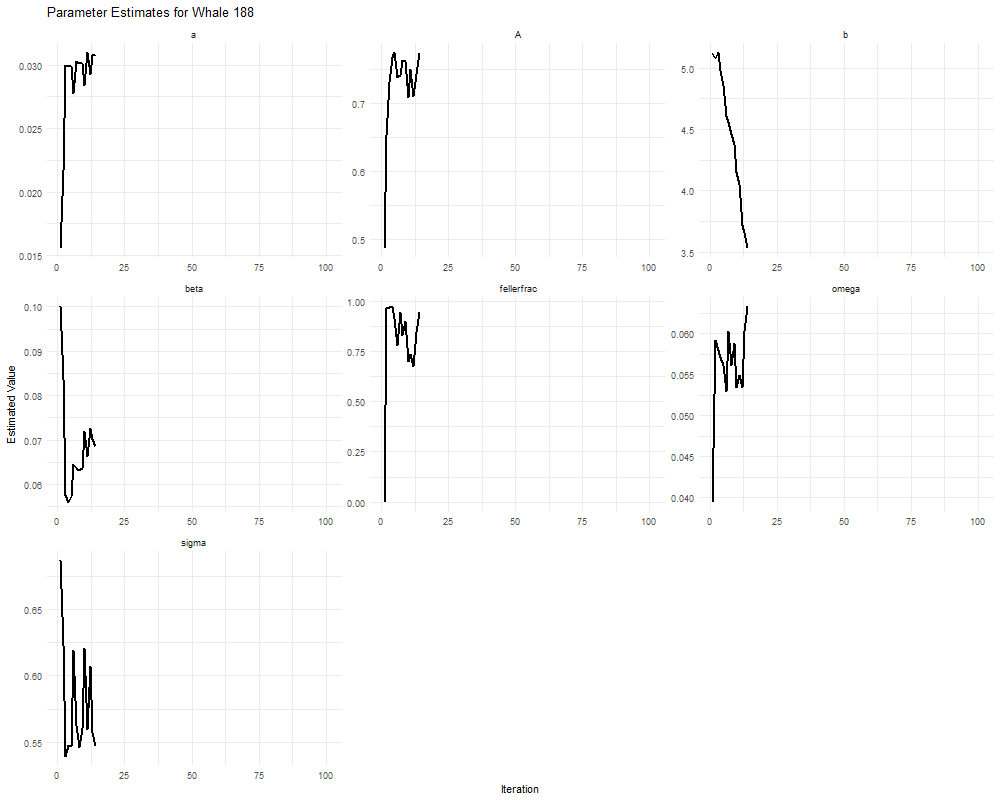 Parameter Estimates for Whale 188
a
A
b
0.030
0.025
0.020
0.015
0.7
0.6
0.5
5.0
4.5
4.0
3.5
0 25 50 75 100
0 25 50 75 100
0 25 50 75 100
beta
fellerfrac
omega
0.10
0.09
0.08
0.07
0.06
1.00
0.75
0.50
0.25
0.00
0.060
0.055
0.050
0.045
0.040
0 25 50 75 100
0 25 50 75 100
0 25 50 75 100
Estimated Value
sigma
0.65
0.60
0.55
0 25 50 75 100
Iteration